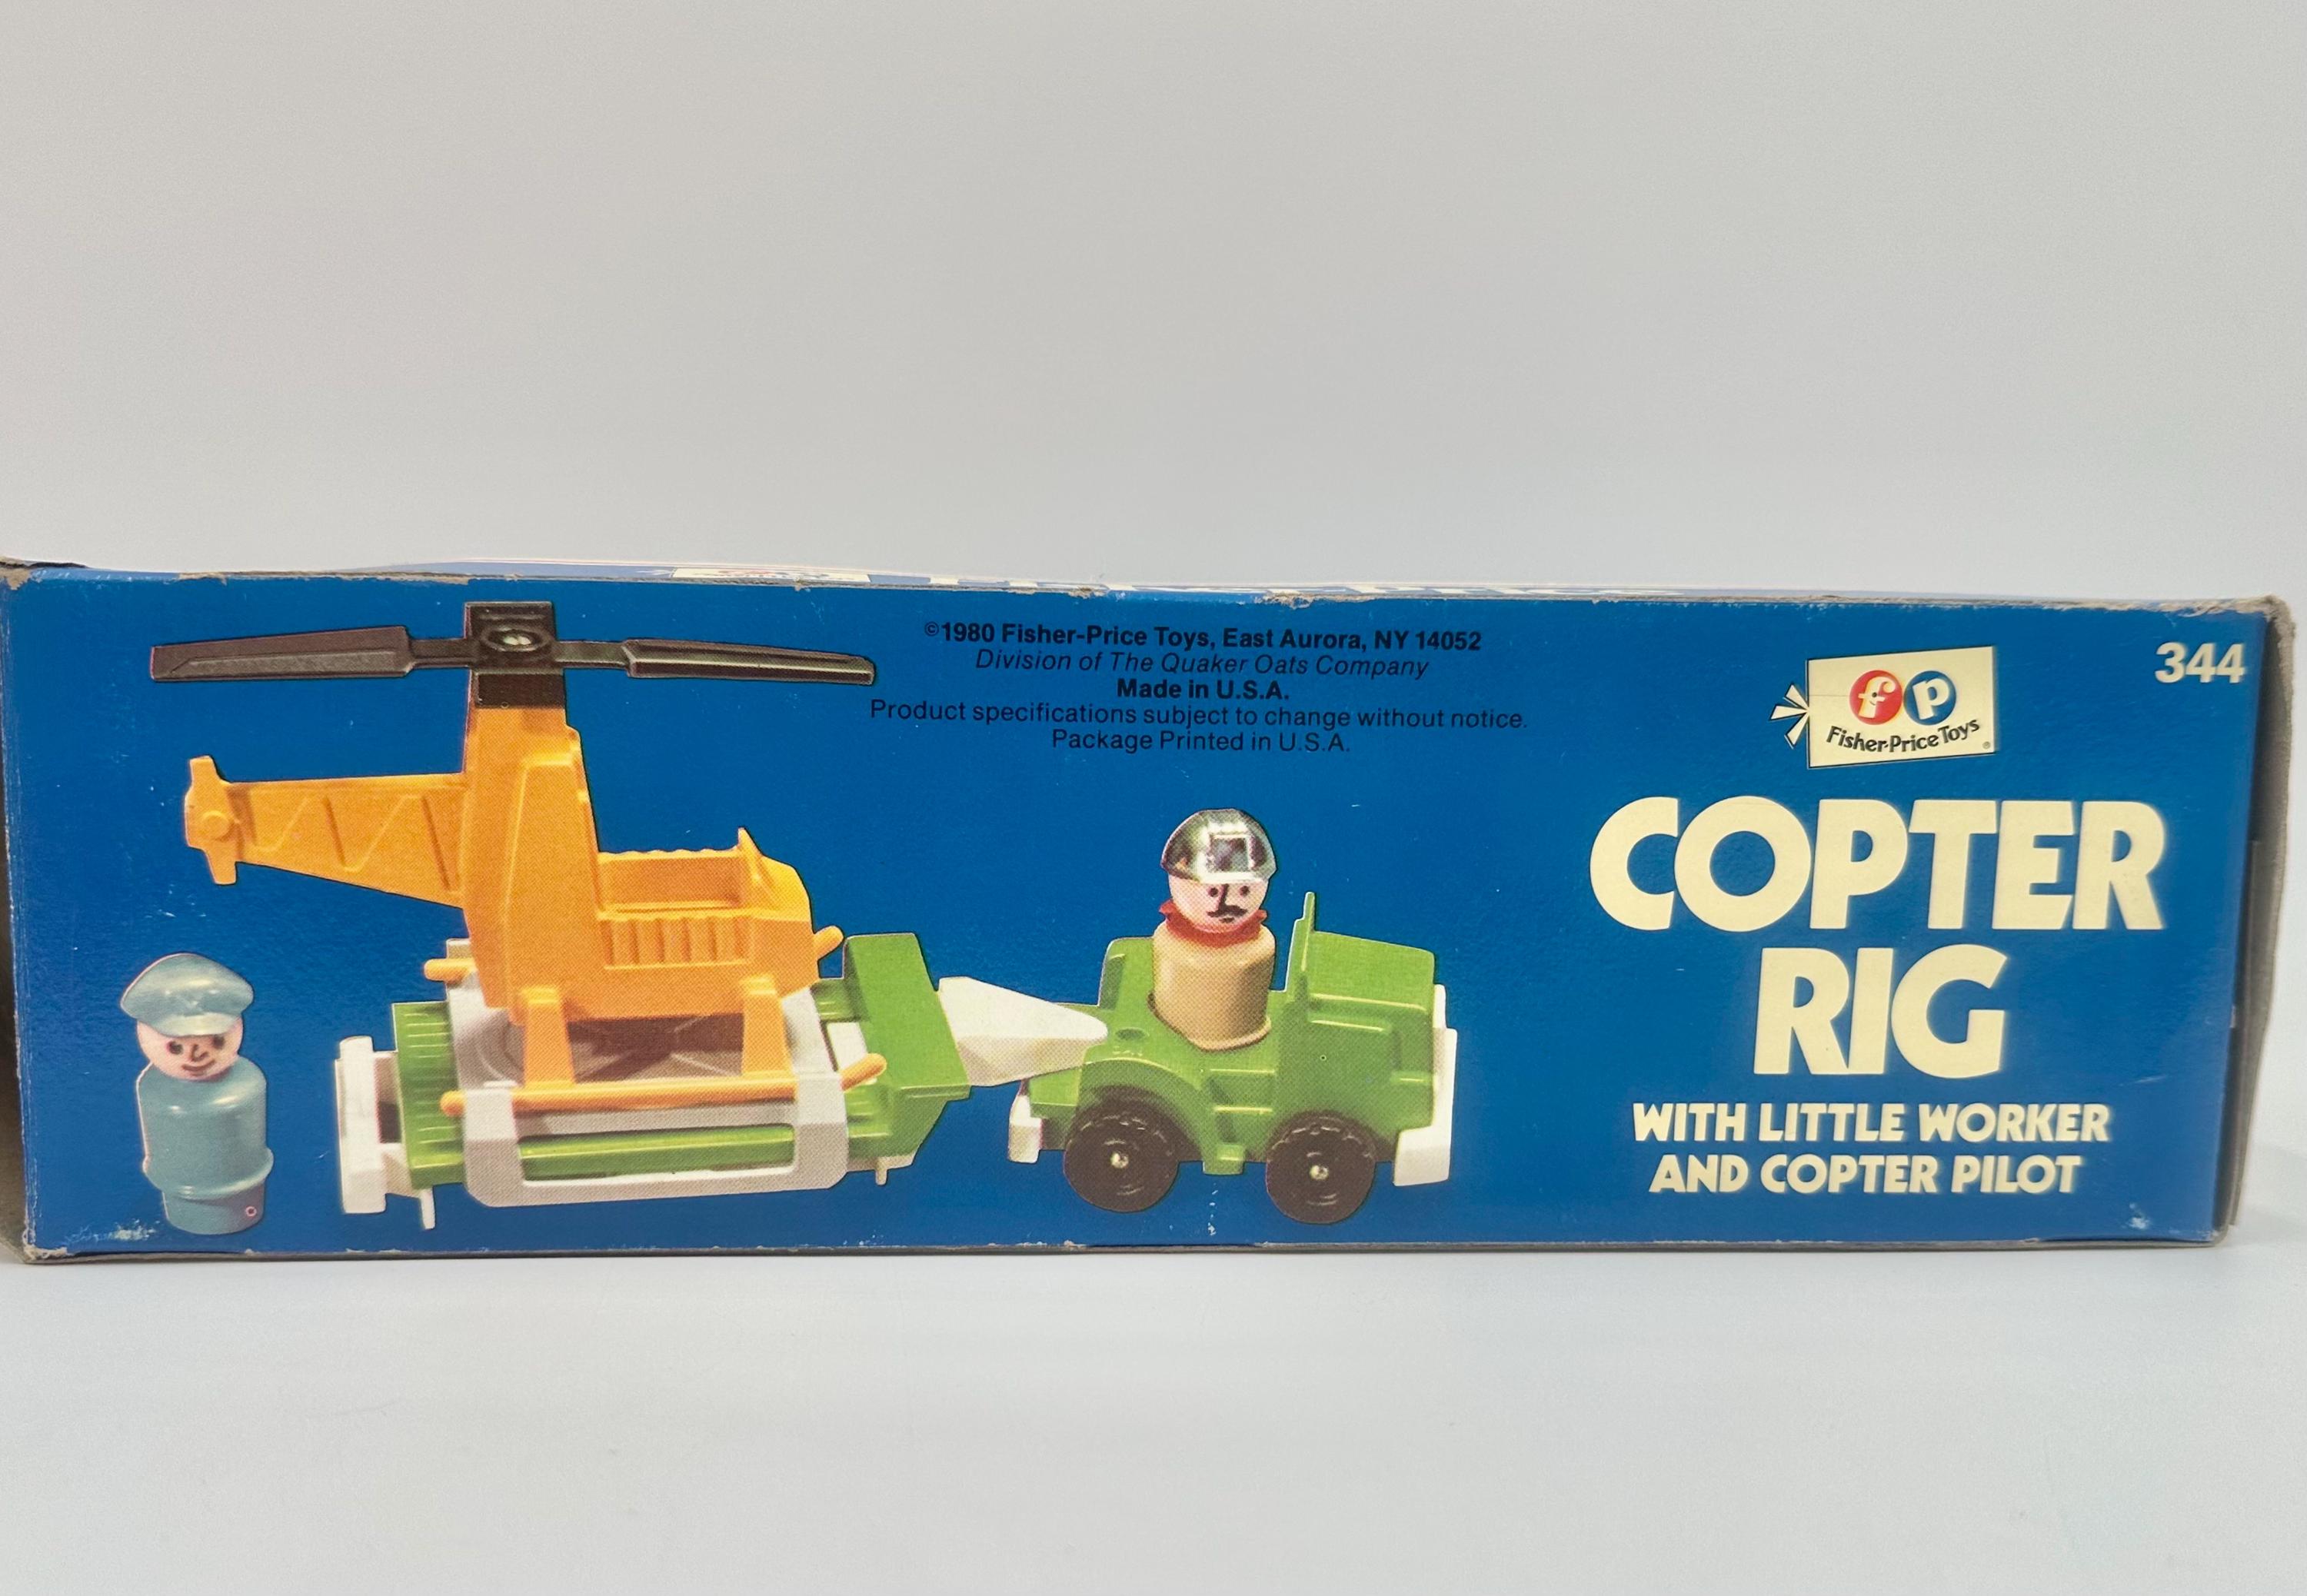 ©1980 Fisher-Price Toys, East Aurora, NY 14052
Division of The Quaker Oats Company
Made in U.S.A.
Product specifications subject to change without notice.
Package Printed in U.S.A.
344
fp
Fisher-Price Toys®
COPTER
RIG
WITH LITTLE WORKER
AND COPTER PILOT